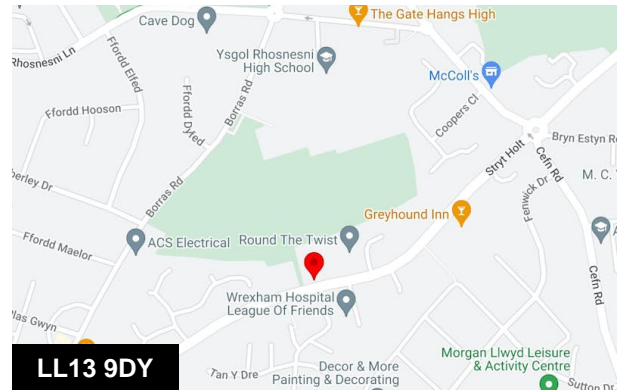 The Gate Hangs High
Cave Dog
Rhosnesni Ln
Ffordd Elfed
Ysgol Rhosnesni
High School
McColl's
Ffordd Hooson
Ffordd Dyfed
Borras Rd
Coopers Cl
Stryt Holt
Cefn Rd
Bryn Estyn R
Fenwick Dr
M. C.
berley Dr
Borras Rd
Greyhound Inn
ACS Electrical
Round The Twist
Ffordd Maelor
Cefn Rd
Wrexham Hospital
League Of Friends
las Gwyn
Tan Y Dre
Decor & More
Painting & Decorating
Morgan Llwyd Leisure
& Activity Centre
Sutton Dr
LL13 9DY